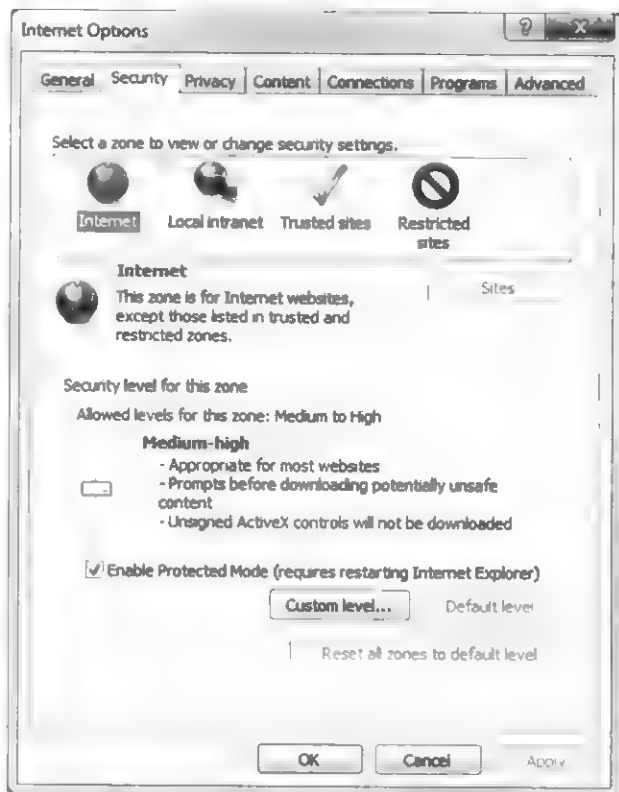 Internet Options
General Security Privacy Content Connections Programs Advanced
Select a zone to view or change security settings.
Internet Local intranet Trusted sites Restricted
sites
Internet
Sites
This zone is for Internet websites,
except those listed in trusted and
restricted zones.
Security level for this zone
Allowed levels for this zone: Medium to High
Medium-high
- Appropriate for most websites
- Prompts before downloading potentially unsafe
content
- Unsigned ActiveX controls will not be downloaded
Enable Protected Mode (requires restarting Internet Explorer)
Custom level... Default level
Reset all zones to default level
OK Cancel Apply